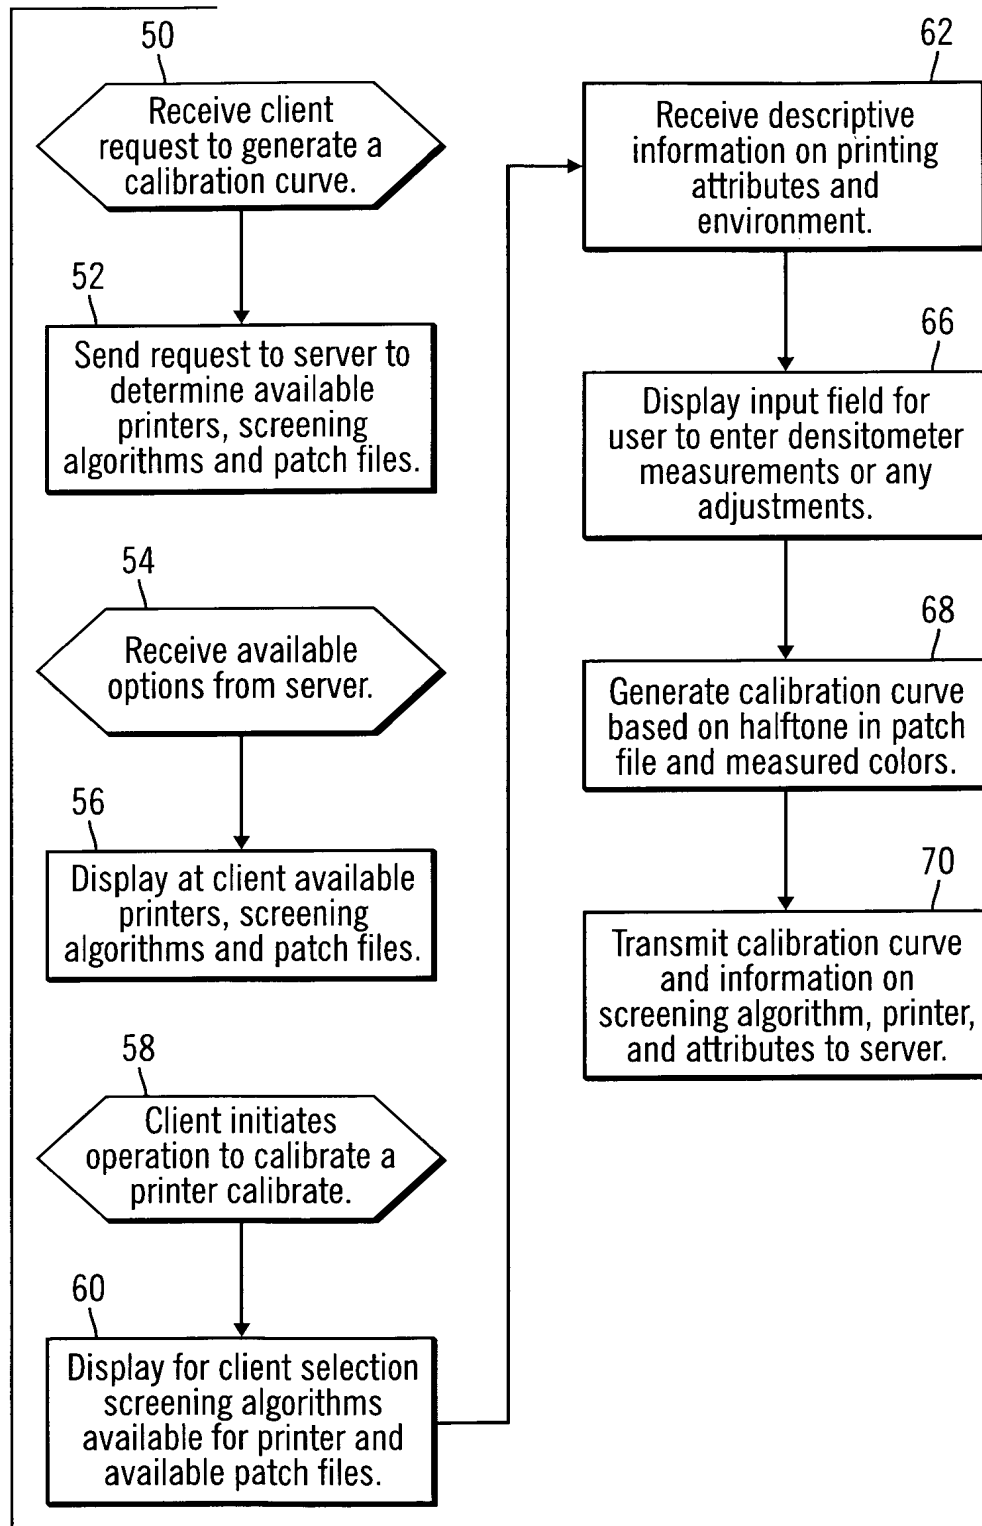 50
Receive client
request to generate a
calibration curve.
52
Send request to server to
determine available
printers, screening
algorithms and patch files.
54
Receive available
options from server.
56
Display at client available
printers, screening
algorithms and patch files.
58
Client initiates
operation to calibrate a
printer calibrate.
60
Display for client selection
screening algorithms
available for printer and
available patch files.
62
Receive descriptive
information on printing
attributes and
environment.
66
Display input field for
user to enter densitometer
measurements or any
adjustments.
68
Generate calibration curve
based on halftone in patch
file and measured colors.
70
Transmit calibration curve
and information on
screening algorithm, printer,
and attributes to server.